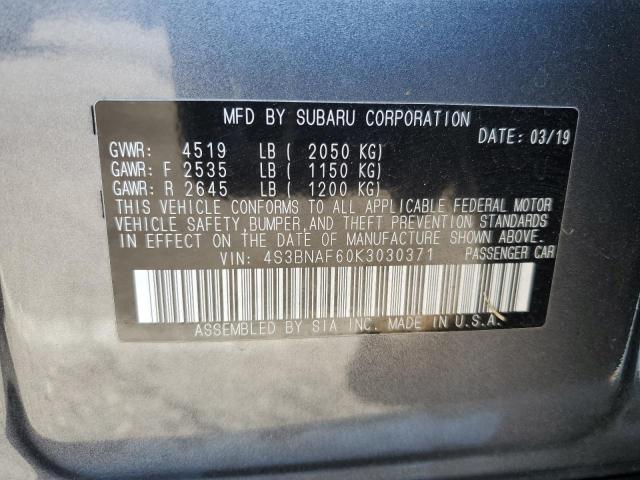 MFD BY SUBARU CORPORATION
DATE: 03/19
GVWR: 4519 LB ( 2050 KG)
GAWR: F 2535 LB ( 1150 KG)
GAWR: R 2645 LB ( 1200 KG)
THIS VEHICLE CONFORMS TO ALL APPLICABLE FEDERAL MOTOR
VEHICLE SAFETY,BUMPER,AND THEFT PREVENTION STANDARDS
IN EFFECT ON THE DATE OF MANUFACTURE SHOWN ABOVE.
VIN: 4S3BNAF60K3030371 PASSENGER CAR
ASSEMBLED BY SIA INC. MADE IN U.S.A.